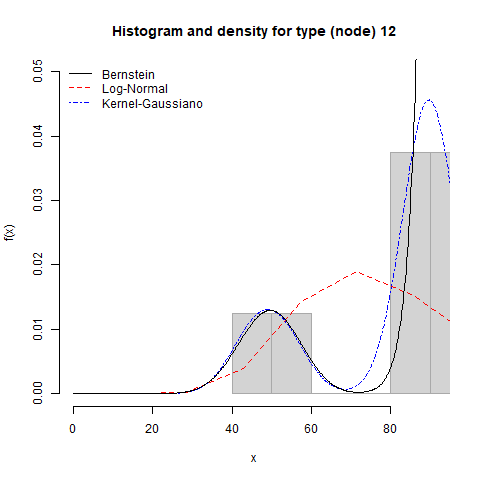 Histogram and density for type (node) 12
Bernstein
Log-Normal
Kernel-Gaussiano
f(x)
0.05
0.04
0.03
0.02
0.01
0.00
0 20 40 60 80
x